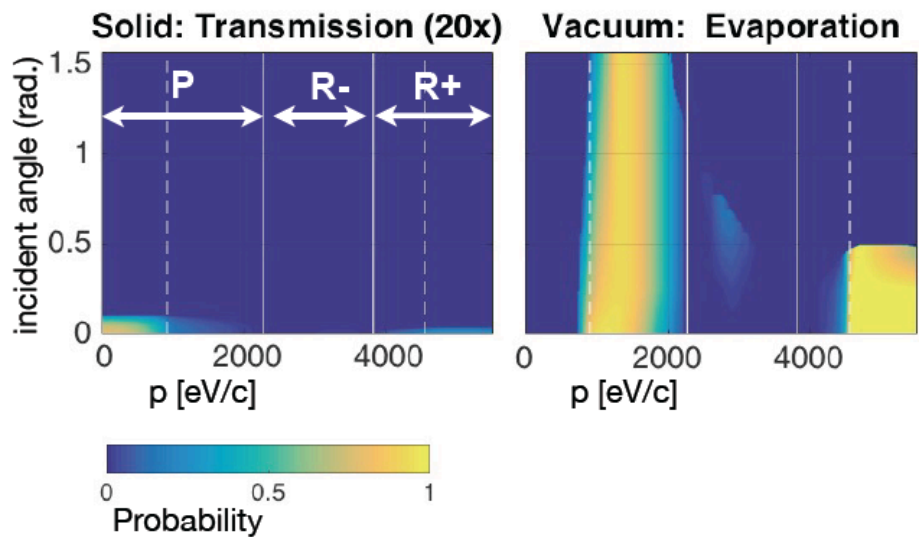 Solid: Transmission (20x)
Vacuum: Evaporation
incident angle (rad.)
1.5
1
0.5
0
P
R-
R+
0
2000
4000
p [eV/c]
0
2000
4000
p [eV/c]
0
0.5
1
Probability